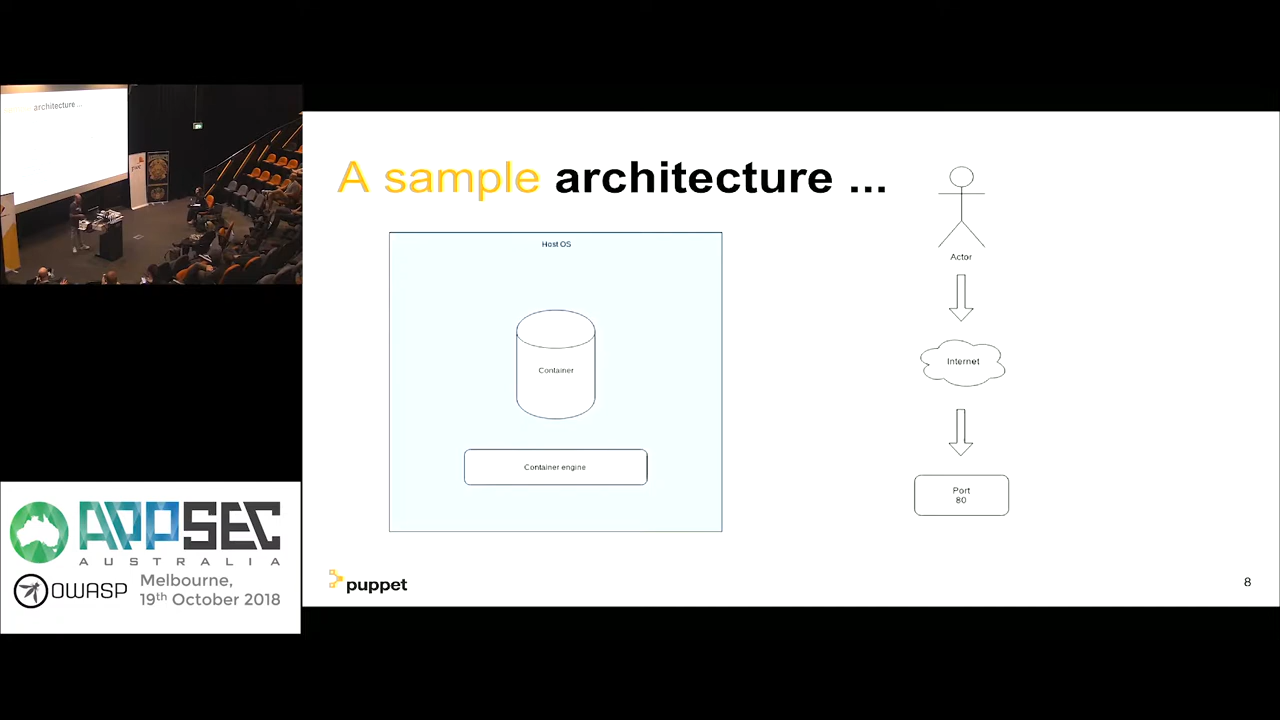 architecture ...
A sample architecture ...
Host OS
Container
Container engine
Actor
Internet
Port
80
puppet
8
APPSEC
AUSTRALIA
OWASP
Melbourne,
19th October 2018